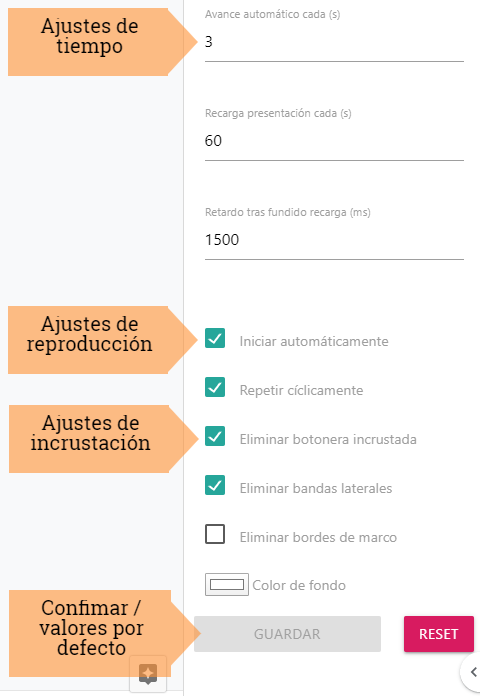 Ajustes de
tiempo
Avance automático cada (s)
3
Recarga presentación cada (s)
60
Retardo tras fundido recarga (ms)
1500
Ajustes de
reproducción
Iniciar automáticamente
Repetir cíclicamente
Ajustes de
incrustación
Eliminar botonera incrustada
Eliminar bandas laterales
Eliminar bordes de marco
Color de fondo
Confimar /
valores por
defecto
GUARDAR
RESET